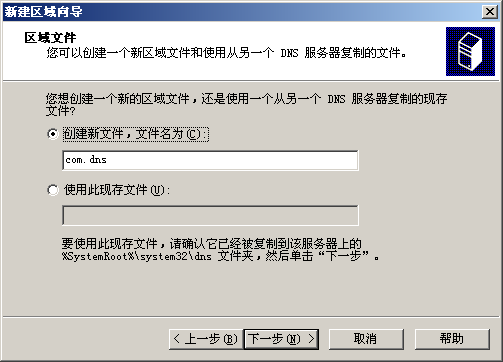 新建区域向导
区域文件
您可以创建一个新区域文件和使用从另一个 DNS 服务器复制的文件。
您想创建一个新的区域文件，还是使用一个从另一个 DNS 服务器复制的现存
文件?
创建新文件，文件名为(C):
com.dns
使用此现存文件(U):
要使用此现存文件，请确认它已经被复制到该服务器上的
%SystemRoot%\system32\dns 文件夹，然后单击“下一步”。
< 上一步(B) 下一步(N) > 取消 帮助